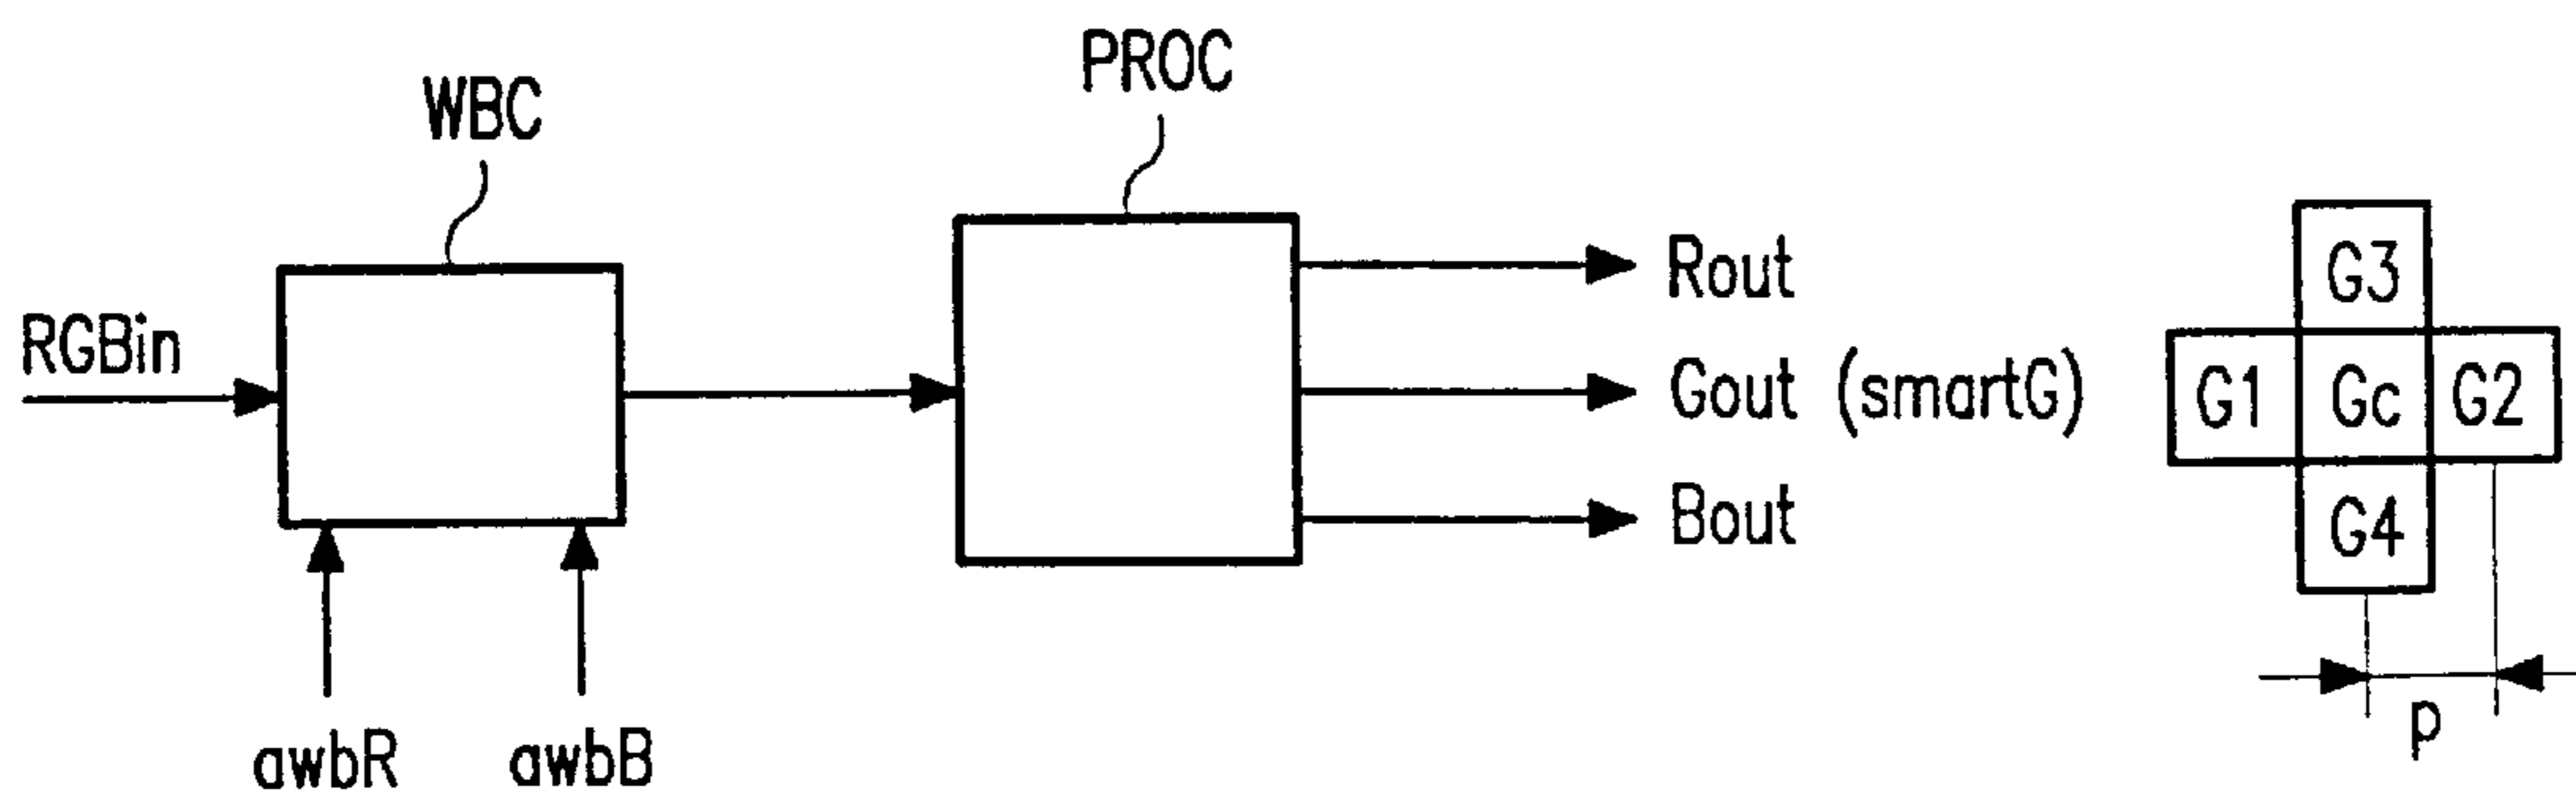 PROC
WBC
RGBin
Rout
Gout (smartG)
Bout
awbR
awbB
G3
G1
Gc
G2
G4
p